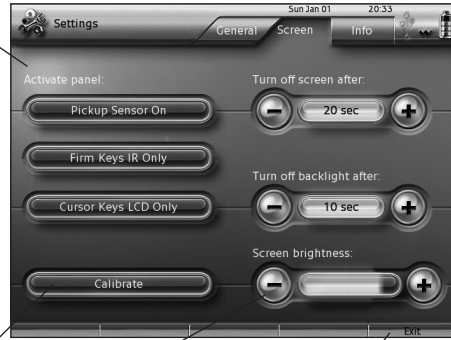 Sun Jan 01 20:33
Settings
General Screen Info
Activate panel:
Pickup Sensor On
Firm Keys IR Only
Cursor Keys LCD Only
Calibrate
Turn off screen after:
20 sec
Turn off backlight after:
10 sec
Screen brightness:
Exit